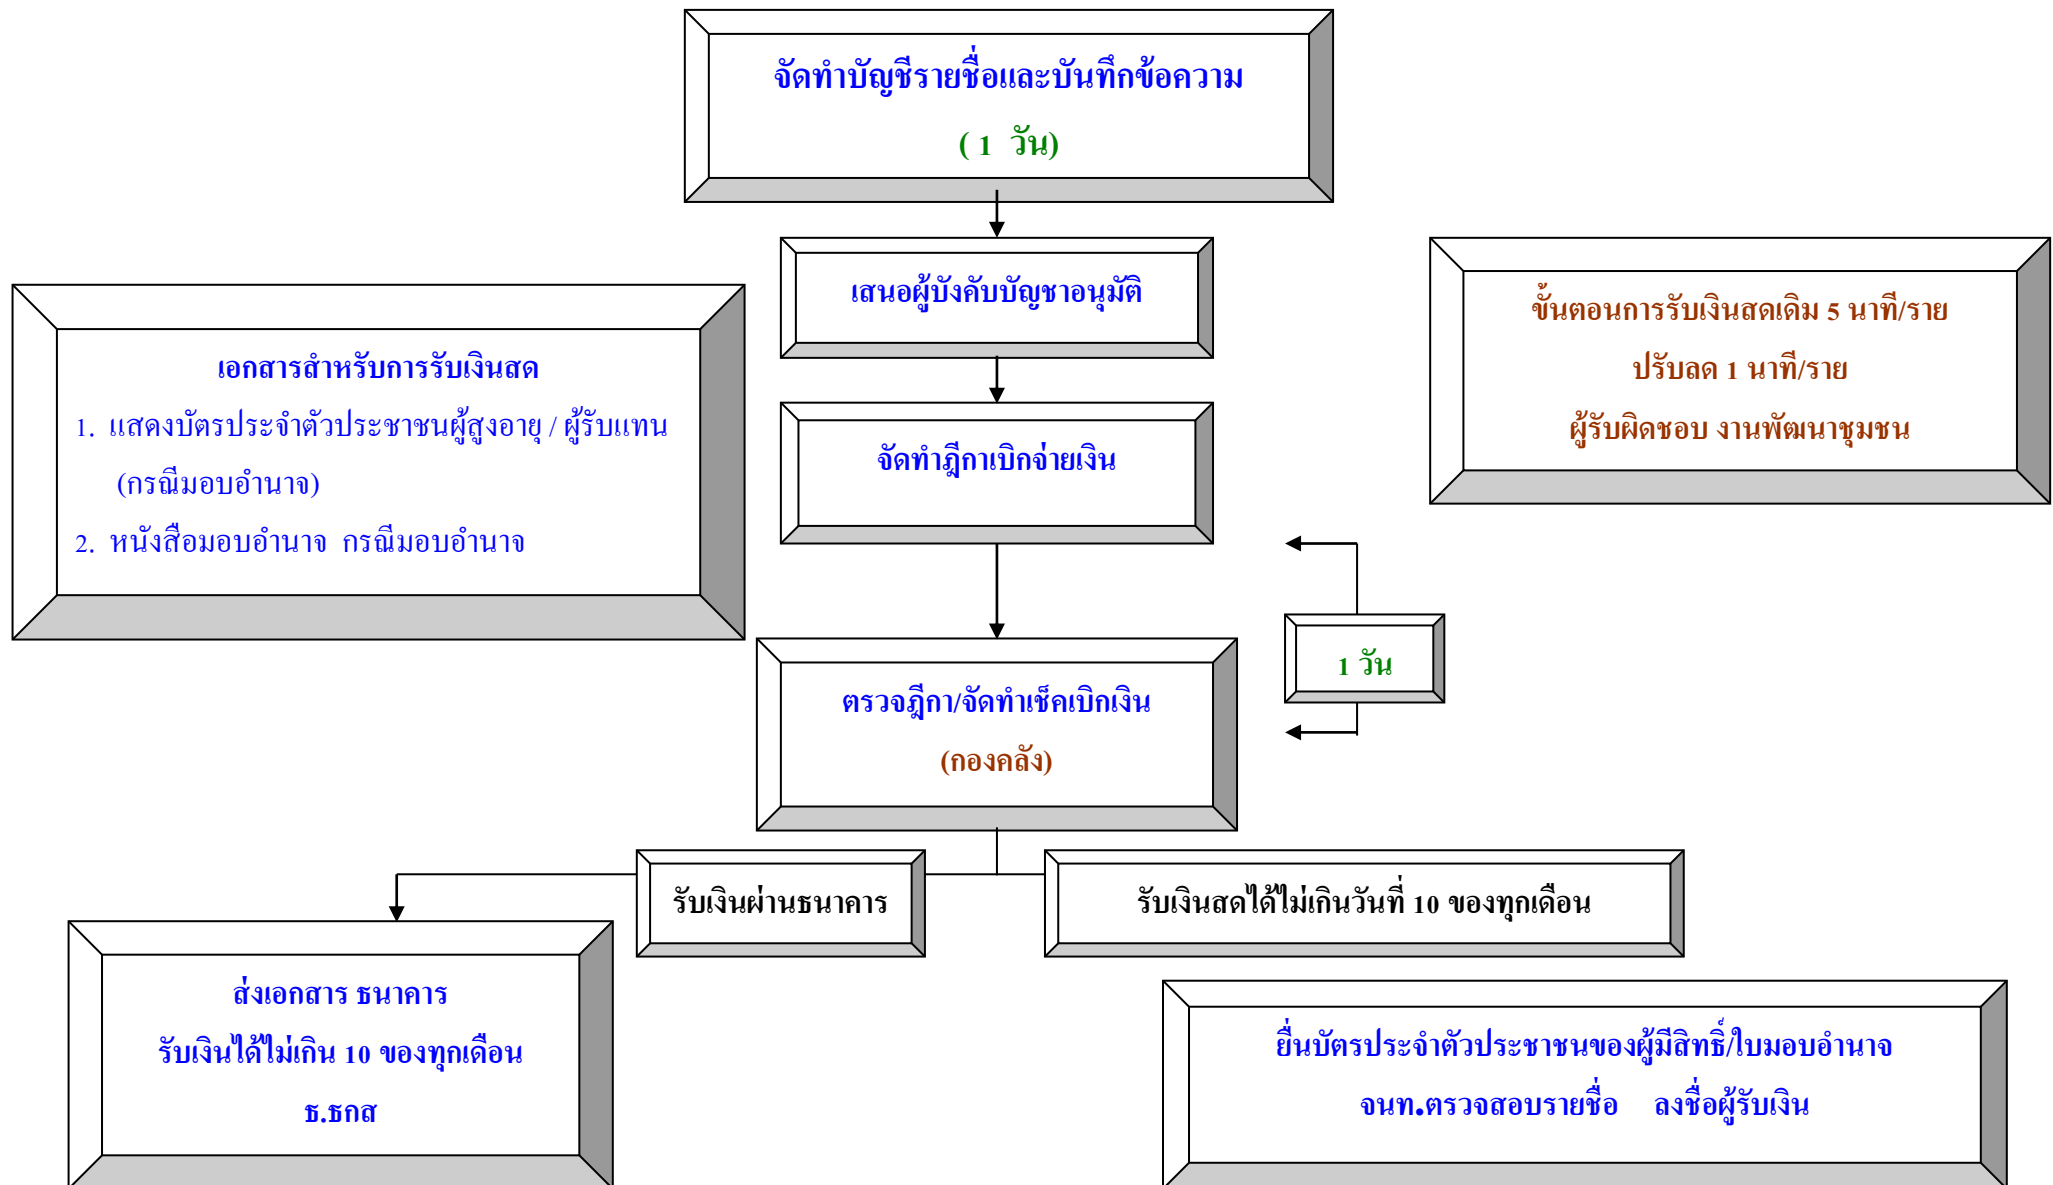 จัดทำบัญชีรายชื่อและบันทึกข้อความ
( 1 วัน)
เสนอผู้บังคับบัญชาอนุมัติ
ขั้นตอนการรับเงินสดเดิม 5 นาที/ราย
ปรับลด 1 นาที/ราย
ผู้รับผิดชอบ งานพัฒนาชุมชน
เอกสารสำหรับการรับเงินสด
1. แสดงบัตรประจำตัวประชาชนผู้สูงอายุ / ผู้รับแทน
(กรณีมอบอำนาจ)
2. หนังสือมอบอำนาจ กรณีมอบอำนาจ
จัดทำฎีกาเบิกจ่ายเงิน
1 วัน
ตรวจฎีกา/จัดทำเช็คเบิกเงิน
(กองคลัง)
รับเงินผ่านธนาคาร
รับเงินสดได้ไม่เกินวันที่ 10 ของทุกเดือน
ส่งเอกสาร ธนาคาร
รับเงินได้ไม่เกิน 10 ของทุกเดือน
ธ.ธกส
ยื่นบัตรประจำตัวประชาชนของผู้มีสิทธิ์/ใบมอบอำนาจ
จนท.ตรวจสอบรายชื่อ ลงชื่อผู้รับเงิน